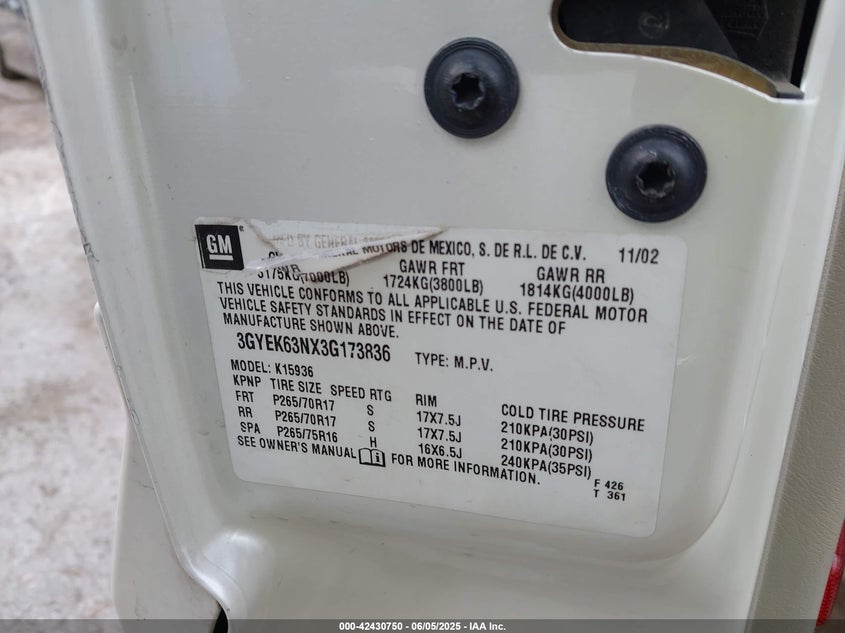 GM
BY GENERAL
MOTORS DE MEXICO, S. DE R.L. DE C.V. 11/02
GAWR FRT GAWR RR
1724KG(3800LB) 1814KG(4000LB)
THIS VEHICLE CONFORMS TO ALL APPLICABLE U.S. FEDERAL MOTOR
VEHICLE SAFETY STANDARDS IN EFFECT ON THE DATE OF
MANUFACTURE SHOWN ABOVE.
3GYEK63NX3G173836 TYPE: M.P.V.
MODEL: K15936
KPNP TIRE SIZE SPEED RTG RIM COLD TIRE PRESSURE
FRT P265/70R17 S 17X7.5J 210KPA(30PSI)
RR P265/70R17 S 17X7.5J 210KPA(30PSI)
SPA P265/75R16 H 16X6.5J 240KPA(35PSI)
SEE OWNER'S MANUAL FOR MORE INFORMATION.
F 426
T 361
000-42430750 | 06/05/2025 - IAA Inc.